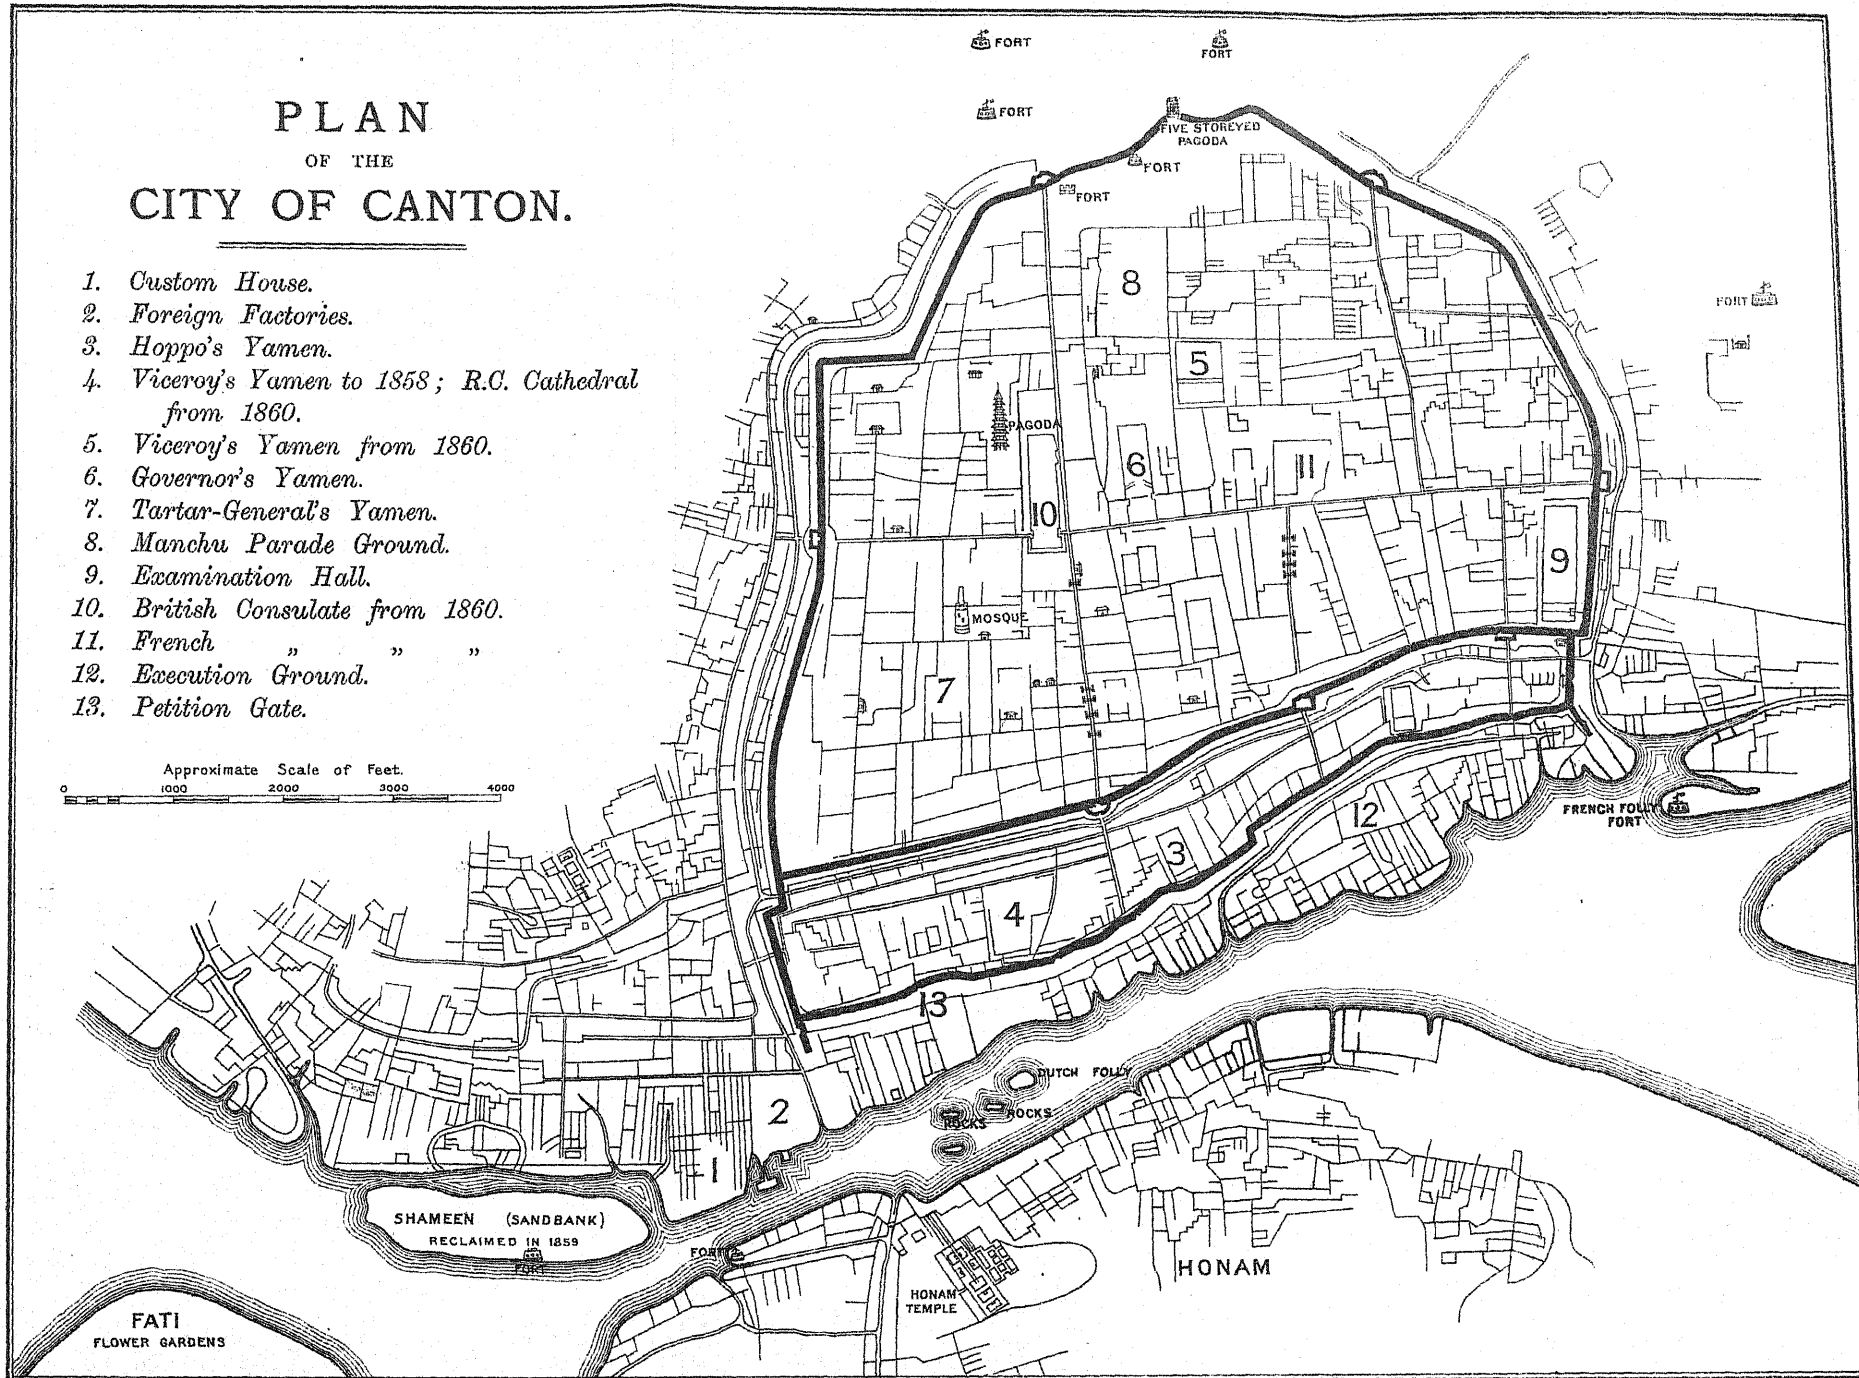 PLAN
OF THE
CITY OF CANTON.
1. Custom House.
2. Foreign Factories.
3. Hoppo's Yamen.
4. Viceroy's Yamen to 1858; R.C. Cathedral
from 1860.
5. Viceroy's Yamen from 1860.
6. Governor's Yamen.
7. Tartar-General's Yamen.
8. Manchu Parade Ground.
9. Examination Hall.
10. British Consulate from 1860.
11. French „ „ „
12. Execution Ground.
13. Petition Gate.
Approximate Scale of Feet.
0 1000 2000 3000 4000
FORT
FORT
FORT
FIVE STOREYED
PAGODA
FORT
FORT
8
FORT
5
PAGODA
6
11
10
9
MOSQUE
7
12
FRENCH FOLLY
FORT
3
4
13
DUTCH FOLLY
ROCKS
ROCKS
2
1
SHAMEEN (SANDBANK)
RECLAIMED IN 1859
FORT
FORT
HONAM
HONAM
TEMPLE
FATI
FLOWER GARDENS